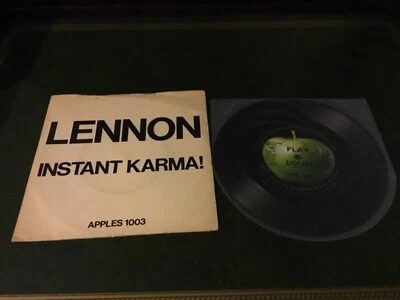 LENNON
INSTANT KARMA!
APPLES 1003
PLAY
LOUD